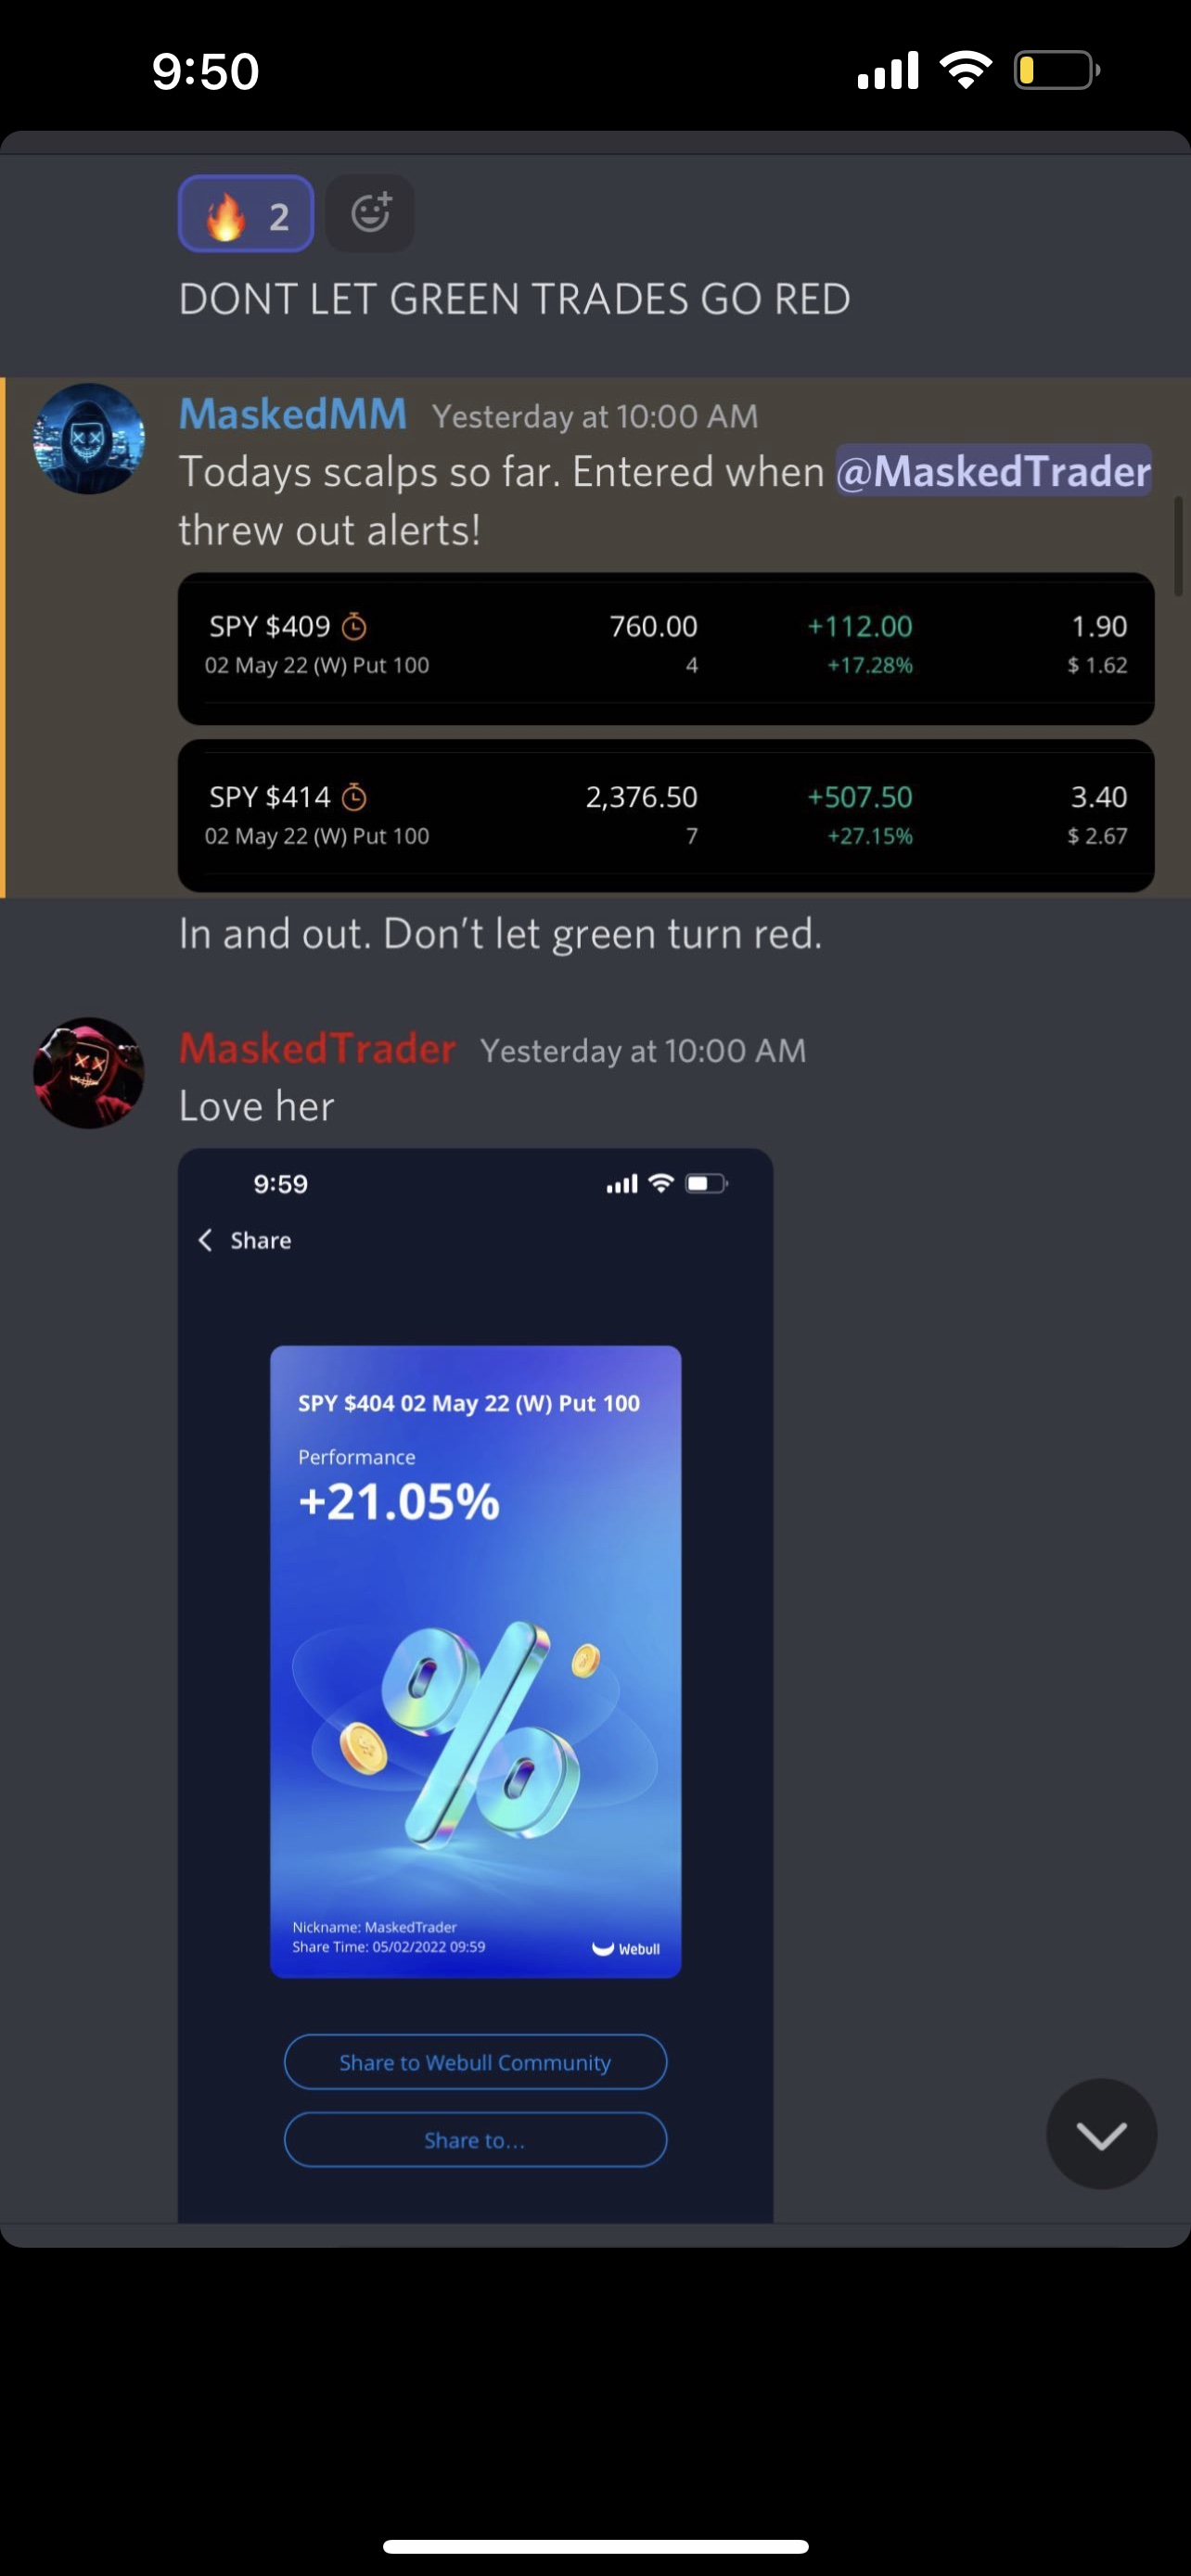 9:50
🔥 2
DONT LET GREEN TRADES GO RED
MaskedMM Yesterday at 10:00 AM
Todays scalps so far. Entered when @MaskedTrader
threw out alerts!
SPY $409 760.00 +112.00 1.90
02 May 22 (W) Put 100 4 +17.28% $ 1.62
SPY $414 2,376.50 +507.50 3.40
02 May 22 (W) Put 100 7 +27.15% $ 2.67
In and out. Don’t let green turn red.
MaskedTrader Yesterday at 10:00 AM
Love her
9:59
Share
SPY $404 02 May 22 (W) Put 100
Performance
+21.05%
Nickname: MaskedTrader
Share Time: 05/02/2022 09:59
Webull
Share to Webull Community
Share to...